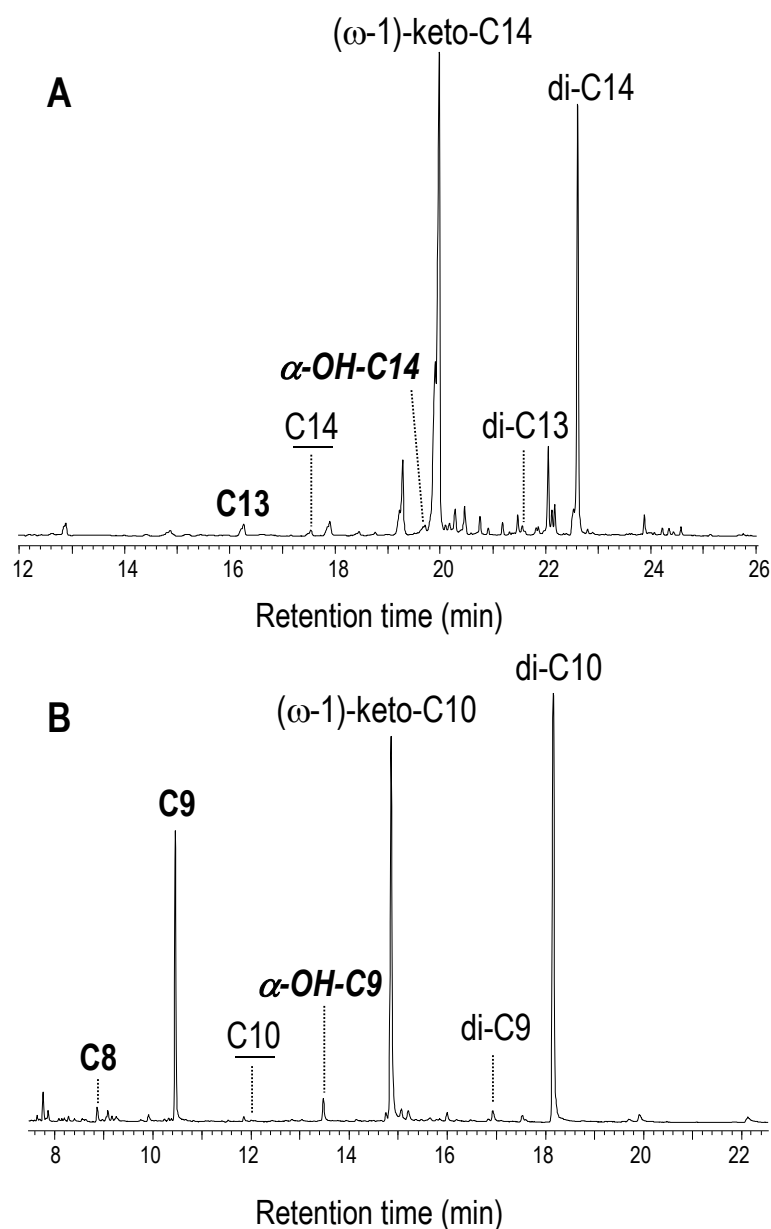 (ω-1)-keto-C14
A
di-C14
α-OH-C14
C14
di-C13
C13
12 14 16 18 20 22 24 26
Retention time (min)
di-C10
B
(ω-1)-keto-C10
C9
α-OH-C9
C10
di-C9
C8
8 10 12 14 16 18 20 22
Retention time (min)